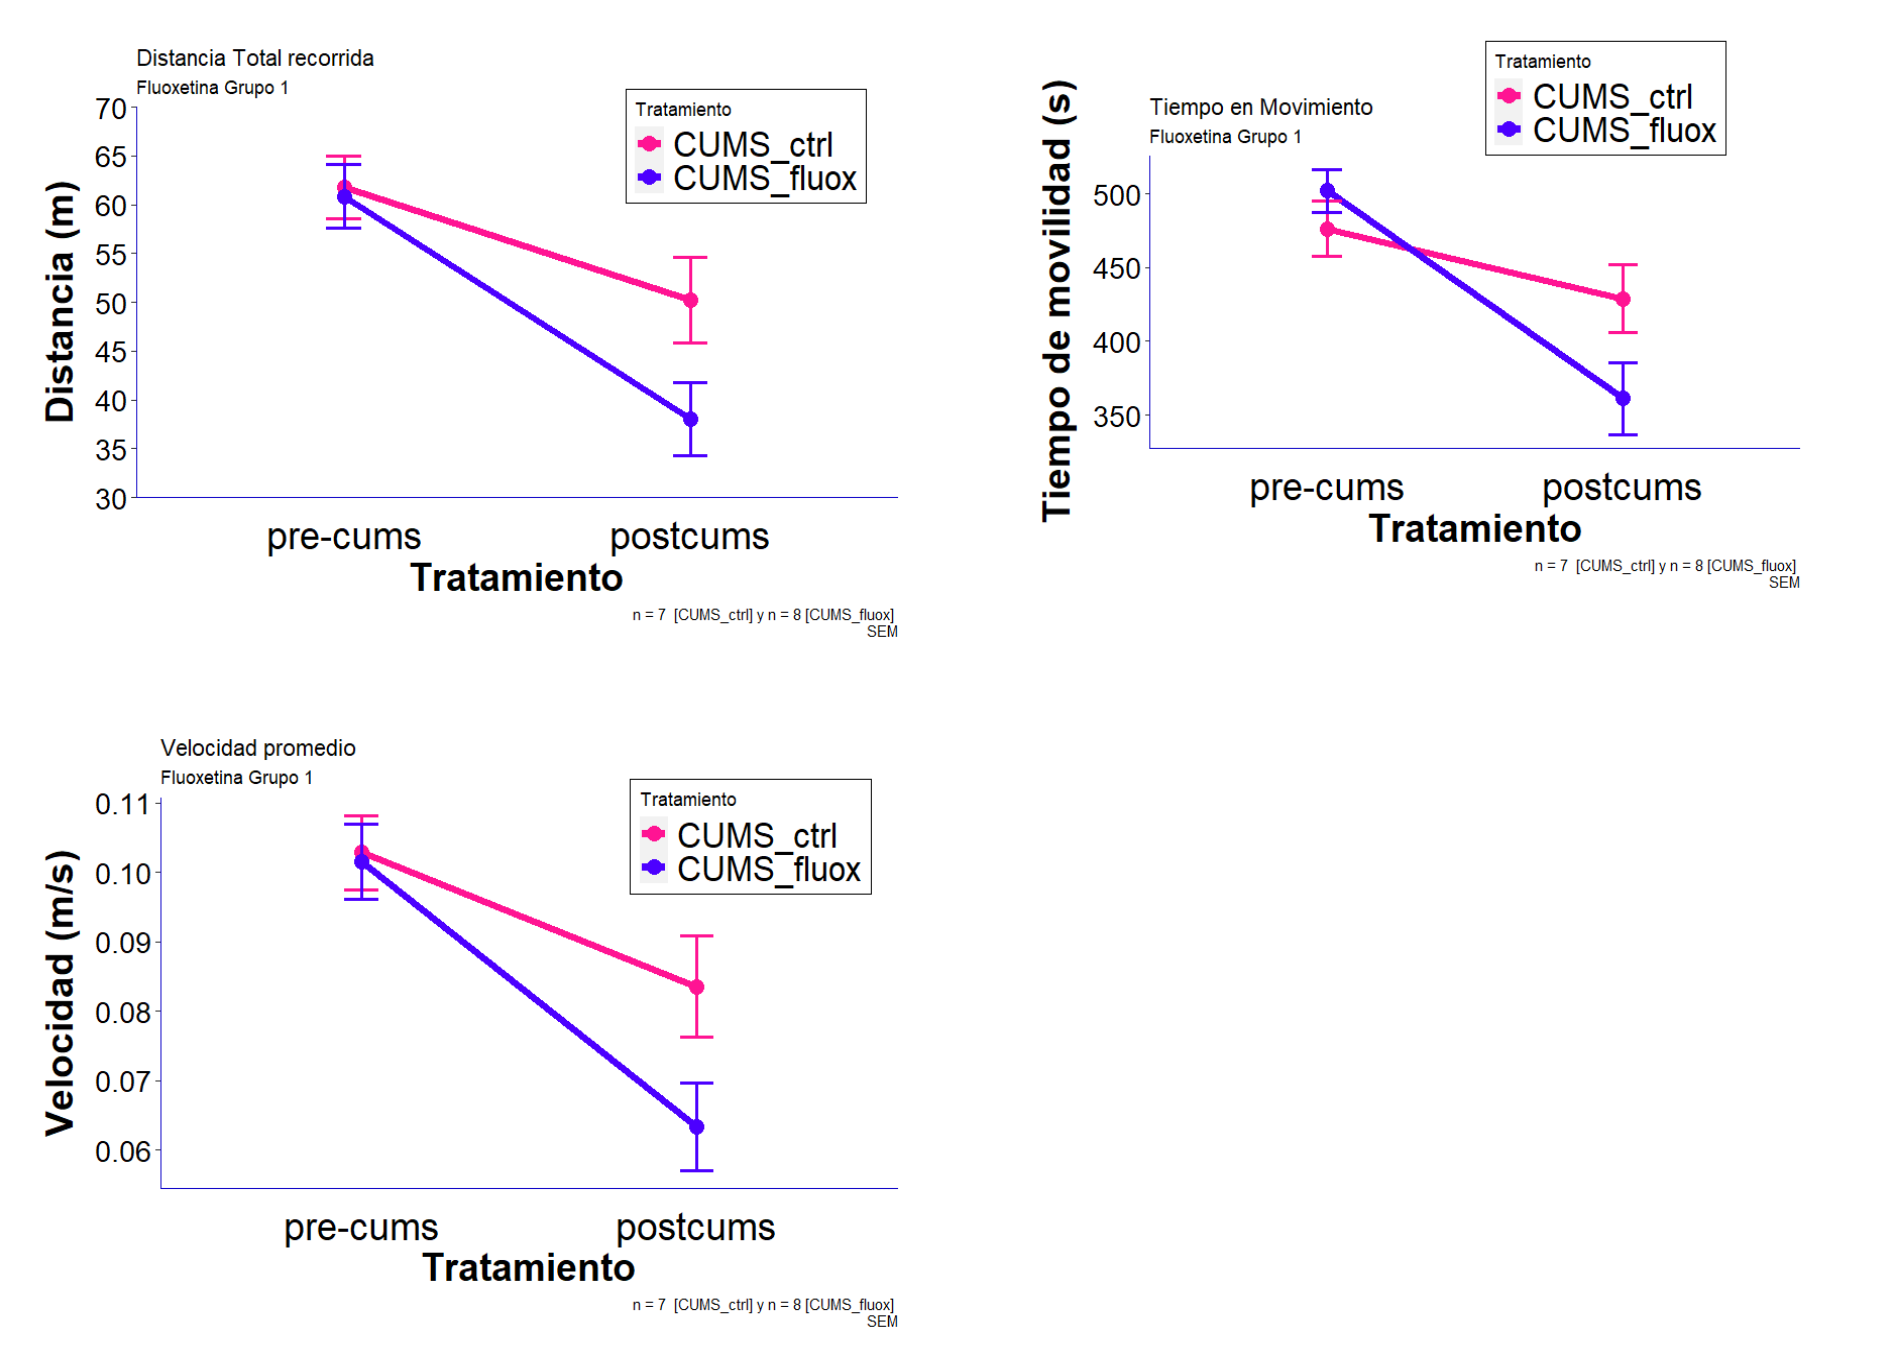 Distancia Total recorrida
Fluoxetina Grupo 1
Tratamiento
CUMS_ctrl
CUMS_fluox
Distancia (m)
70
65
60
55
50
45
40
35
30
pre-cums postcums
Tratamiento
n = 7 [CUMS_ctrl] y n = 8 [CUMS_fluox]
SEM
Tiempo en Movimiento
Fluoxetina Grupo 1
Tratamiento
CUMS_ctrl
CUMS_fluox
Tiempo de movilidad (s)
500
450
400
350
pre-cums postcums
Tratamiento
n = 7 [CUMS_ctrl] y n = 8 [CUMS_fluox]
SEM
Velocidad promedio
Fluoxetina Grupo 1
Tratamiento
CUMS_ctrl
CUMS_fluox
Velocidad (m/s)
0.11
0.10
0.09
0.08
0.07
0.06
pre-cums postcums
Tratamiento
n = 7 [CUMS_ctrl] y n = 8 [CUMS_fluox]
SEM